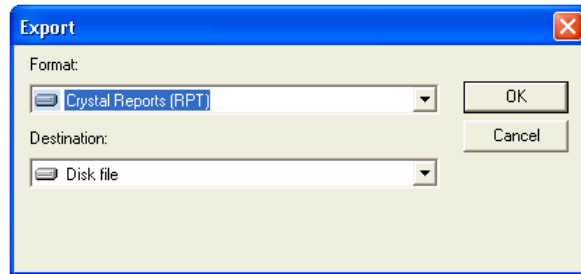 Export
Format:
Crystal Reports (RPT)
OK
Destination:
Cancel
Disk file